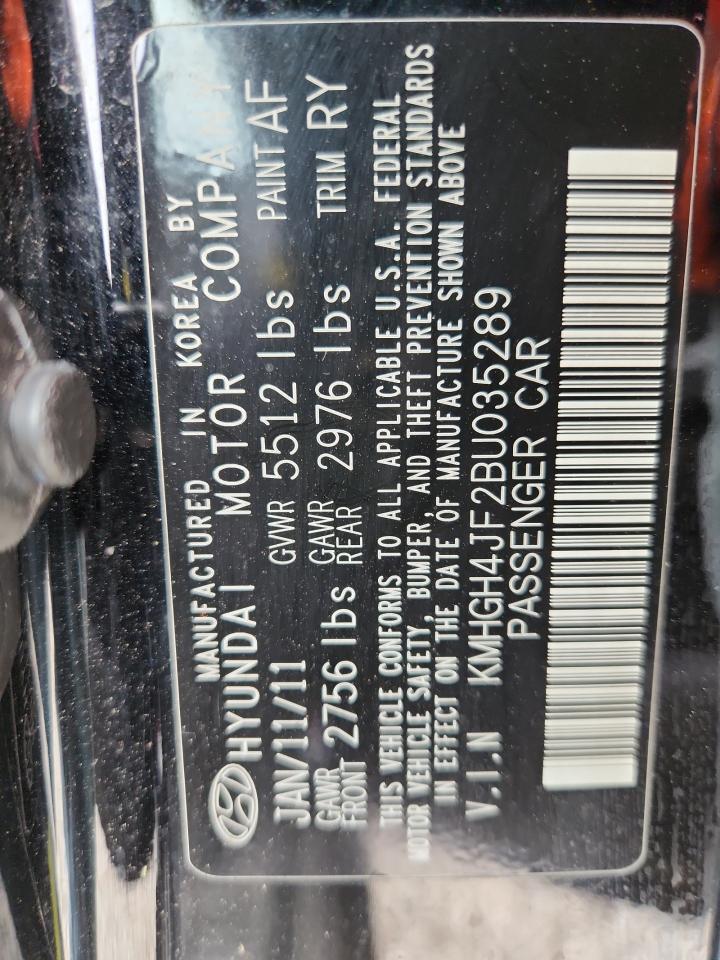 MANUFACTURED IN KOREA BY
HYUNDAI MOTOR COMPANY
JAN/11/11 GVWR 5512 lbs PAINT AF
GAWR FRONT 2756 lbs GAWR REAR 2976 lbs TRIM RY
THIS VEHICLE CONFORMS TO ALL APPLICABLE U.S.A. FEDERAL
MOTOR VEHICLE SAFETY, BUMPER, AND THEFT PREVENTION STANDARDS
IN EFFECT ON THE DATE OF MANUFACTURE SHOWN ABOVE
V.I.N KMHGH4JF2BU035289
PASSENGER CAR